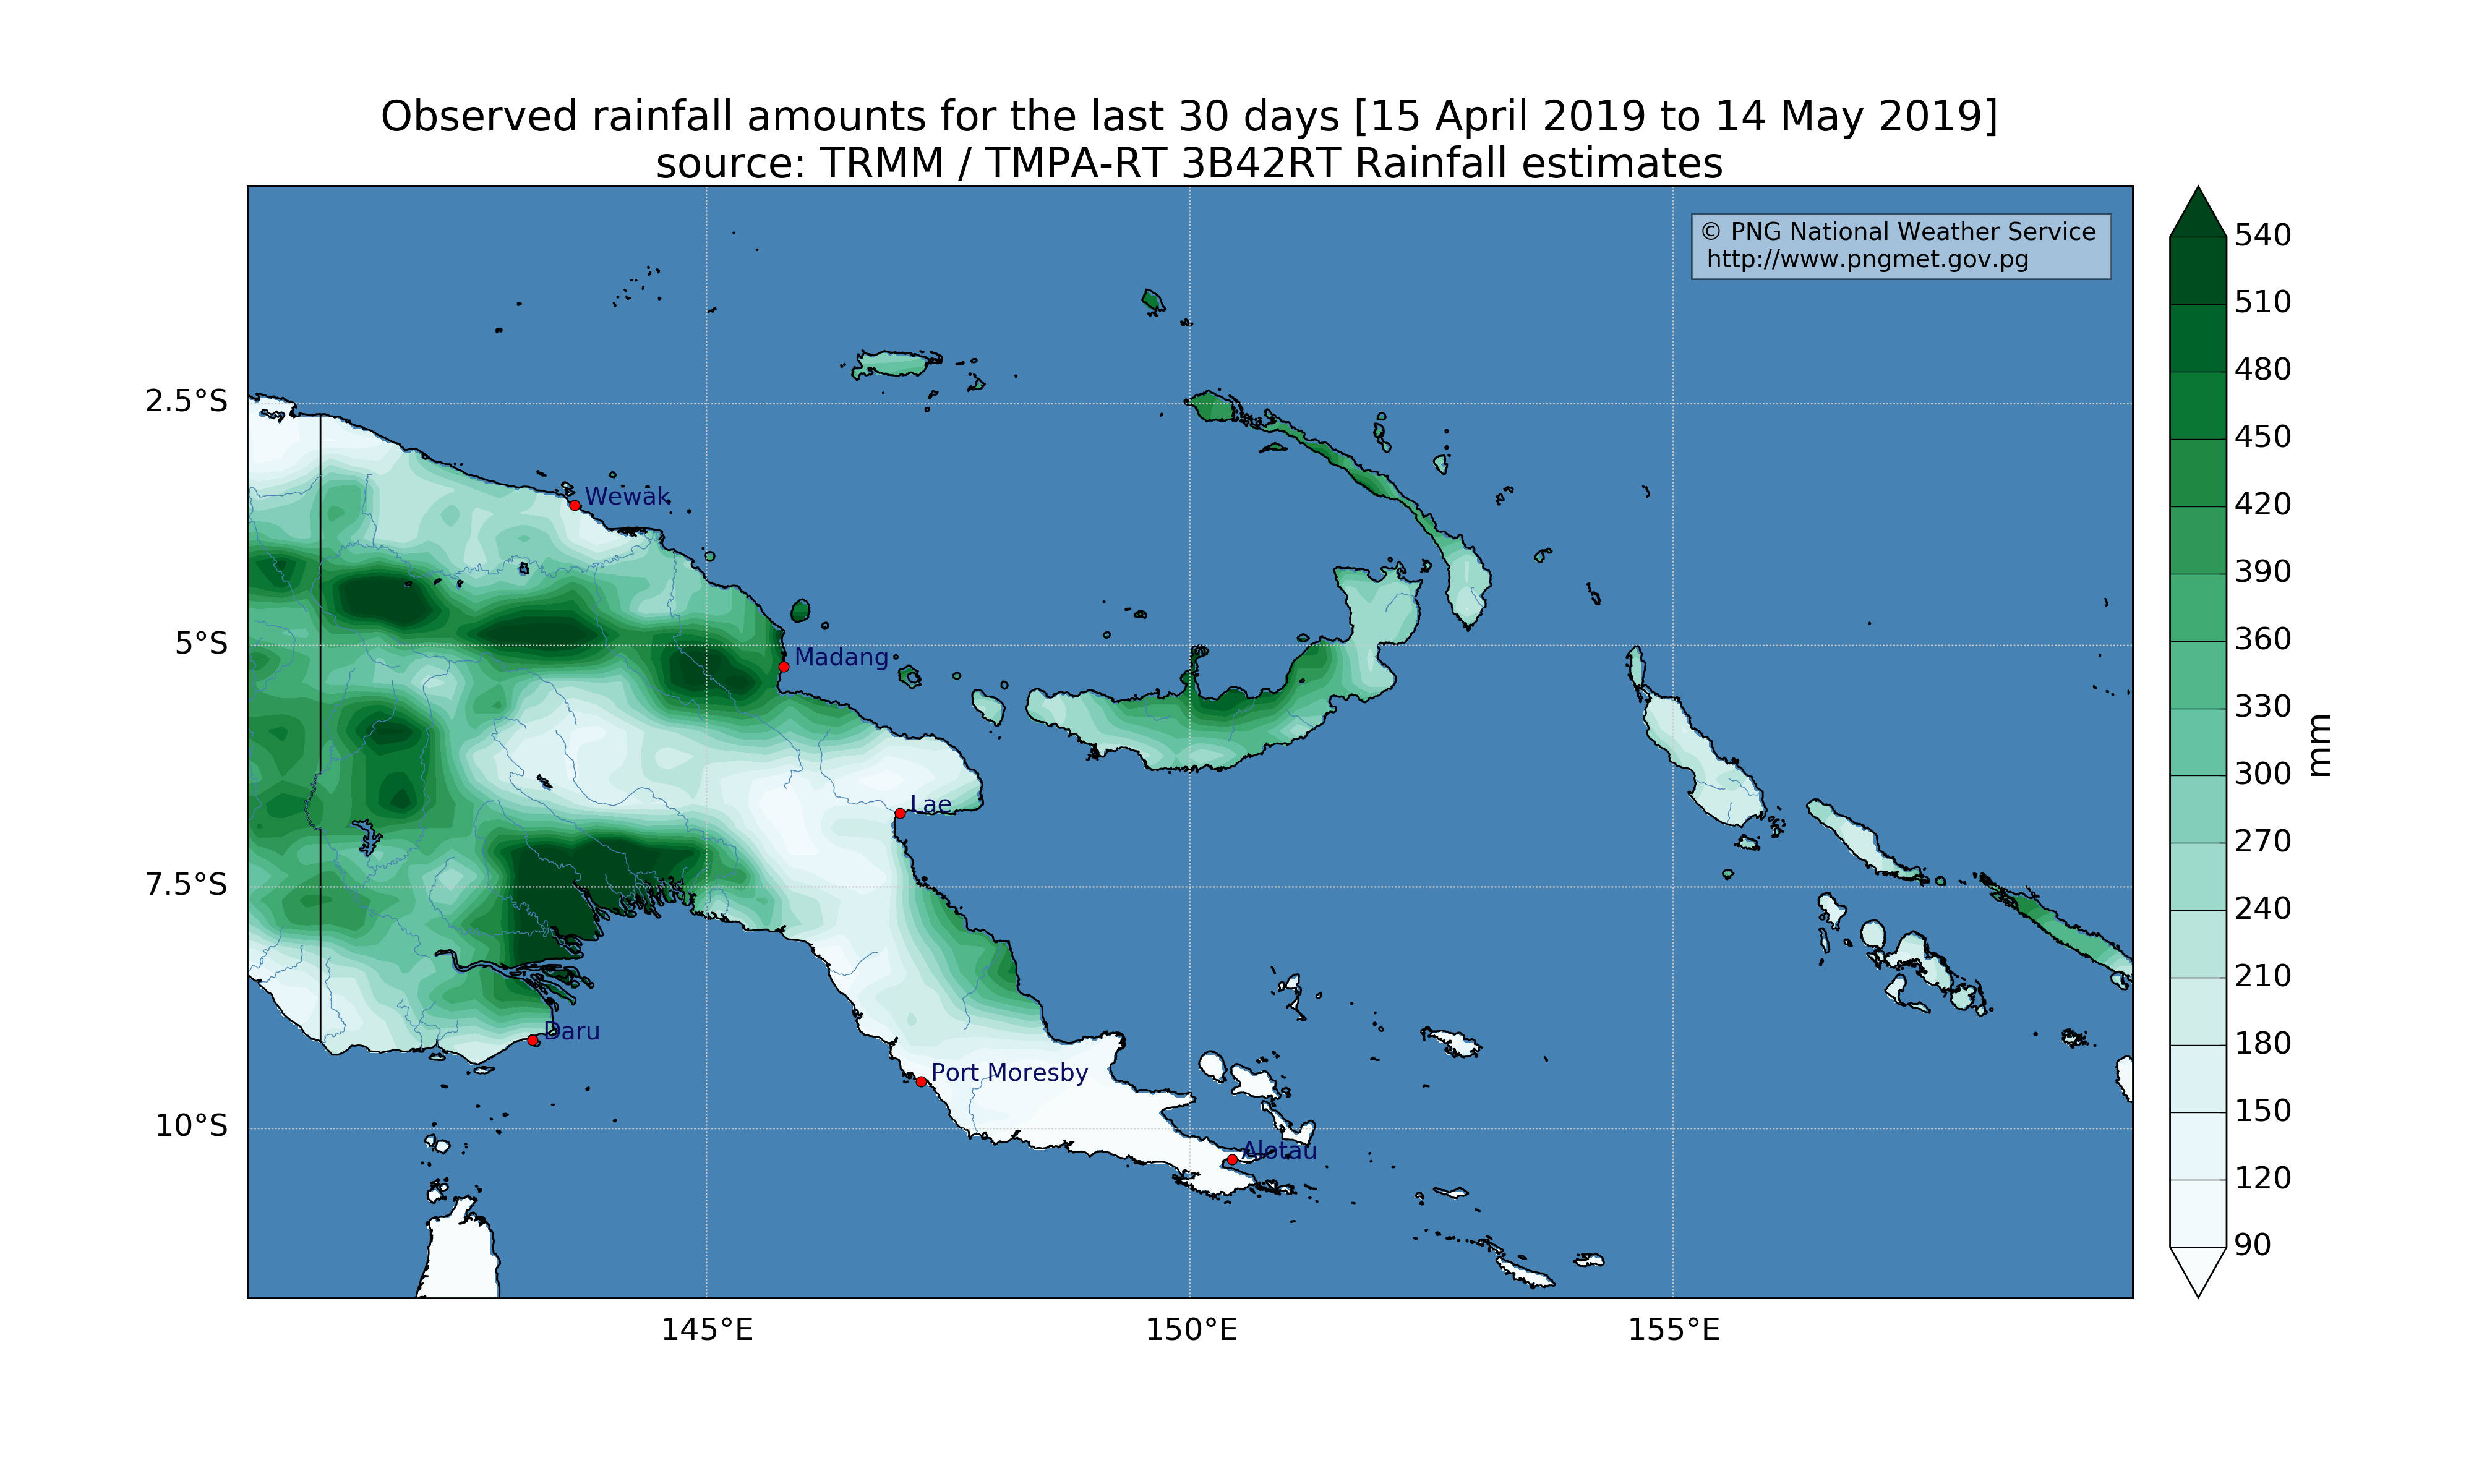 Observed rainfall amounts for the last 30 days [15 April 2019 to 14 May 2019]
source: TRMM / TMPA-RT 3B42RT Rainfall estimates
© PNG National Weather Service
http://www.pngmet.gov.pg
540
510
480
450
420
390
360
330
300
270
240
210
180
150
120
90
mm
2.5°S
5°S
7.5°S
10°S
Wewak
Madang
Lae
Daru
Port Moresby
Alotau
145°E
150°E
155°E